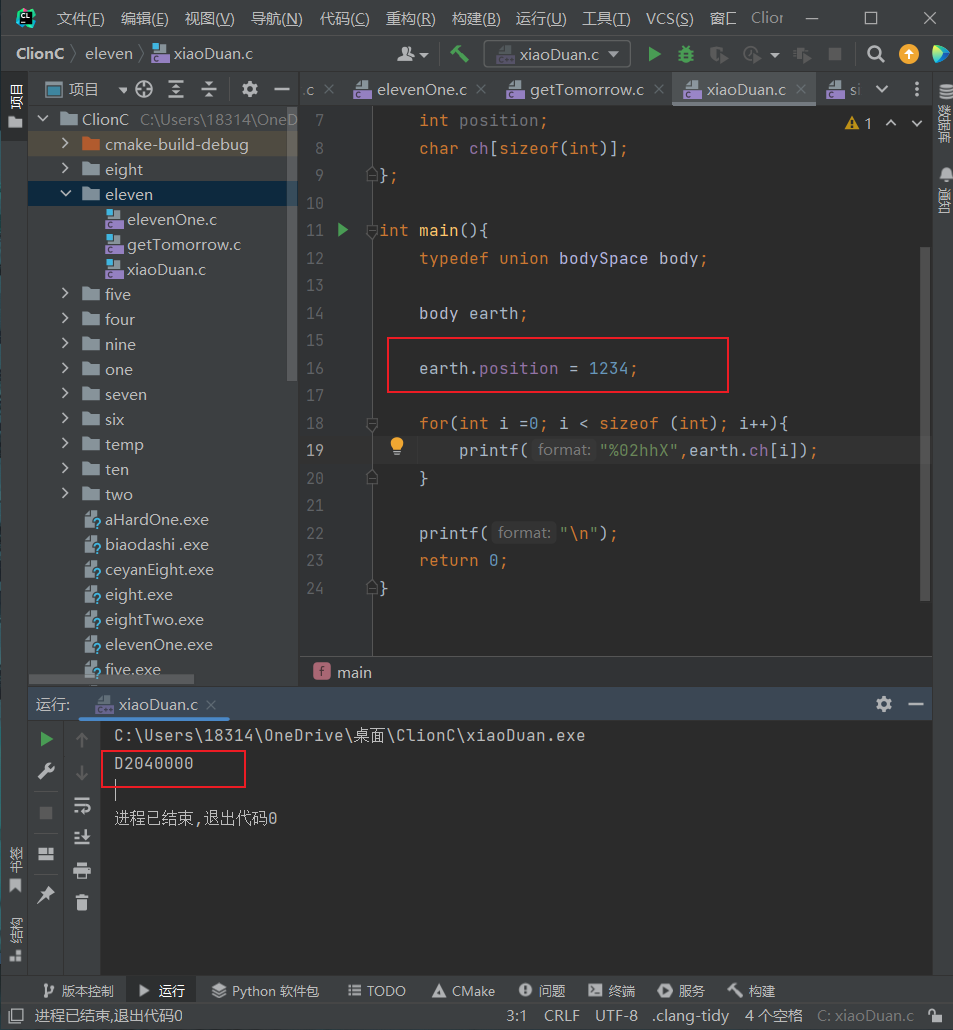 文件(F) 编辑(E) 视图(V) 导航(N) 代码(C) 重构(R) 构建(B) 运行(U) 工具(T) VCS(S) 窗口 Clior
ClionC eleven xiaoDuan.c xiaoDuan.c
项目 .c elevenOne.c getTomorrow.c xiaoDuan.c si
项目
数据库
通知
ClionC C:\Users\18314\OneD
cmake-build-debug
eight
eleven
elevenOne.c
getTomorrow.c
xiaoDuan.c
five
four
nine
one
seven
six
temp
ten
two
aHardOne.exe
biaodashi .exe
ceyanEight.exe
eight.exe
eightTwo.exe
elevenOne.exe
five.exe
1
7 int position;
8 char ch[sizeof(int)];
9 };
10
11 int main(){
12 typedef union bodySpace body;
13
14 body earth;
15
16 earth.position = 1234;
17
18 for(int i =0; i < sizeof (int); i++){
19 printf( format: "%02hhX",earth.ch[i]);
20 }
21
22 printf( format: "\n");
23 return 0;
24 }
f main
运行: xiaoDuan.c
C:\Users\18314\OneDrive\桌面\ClionC\xiaoDuan.exe
D2040000
进程已结束,退出代码0
书签
结构
版本控制 运行 Python 软件包 TODO CMake 问题 终端 服务 构建
进程已结束,退出代码0 3:1 CRLF UTF-8 .clang-tidy 4 个空格 C: xiaoDuan.c